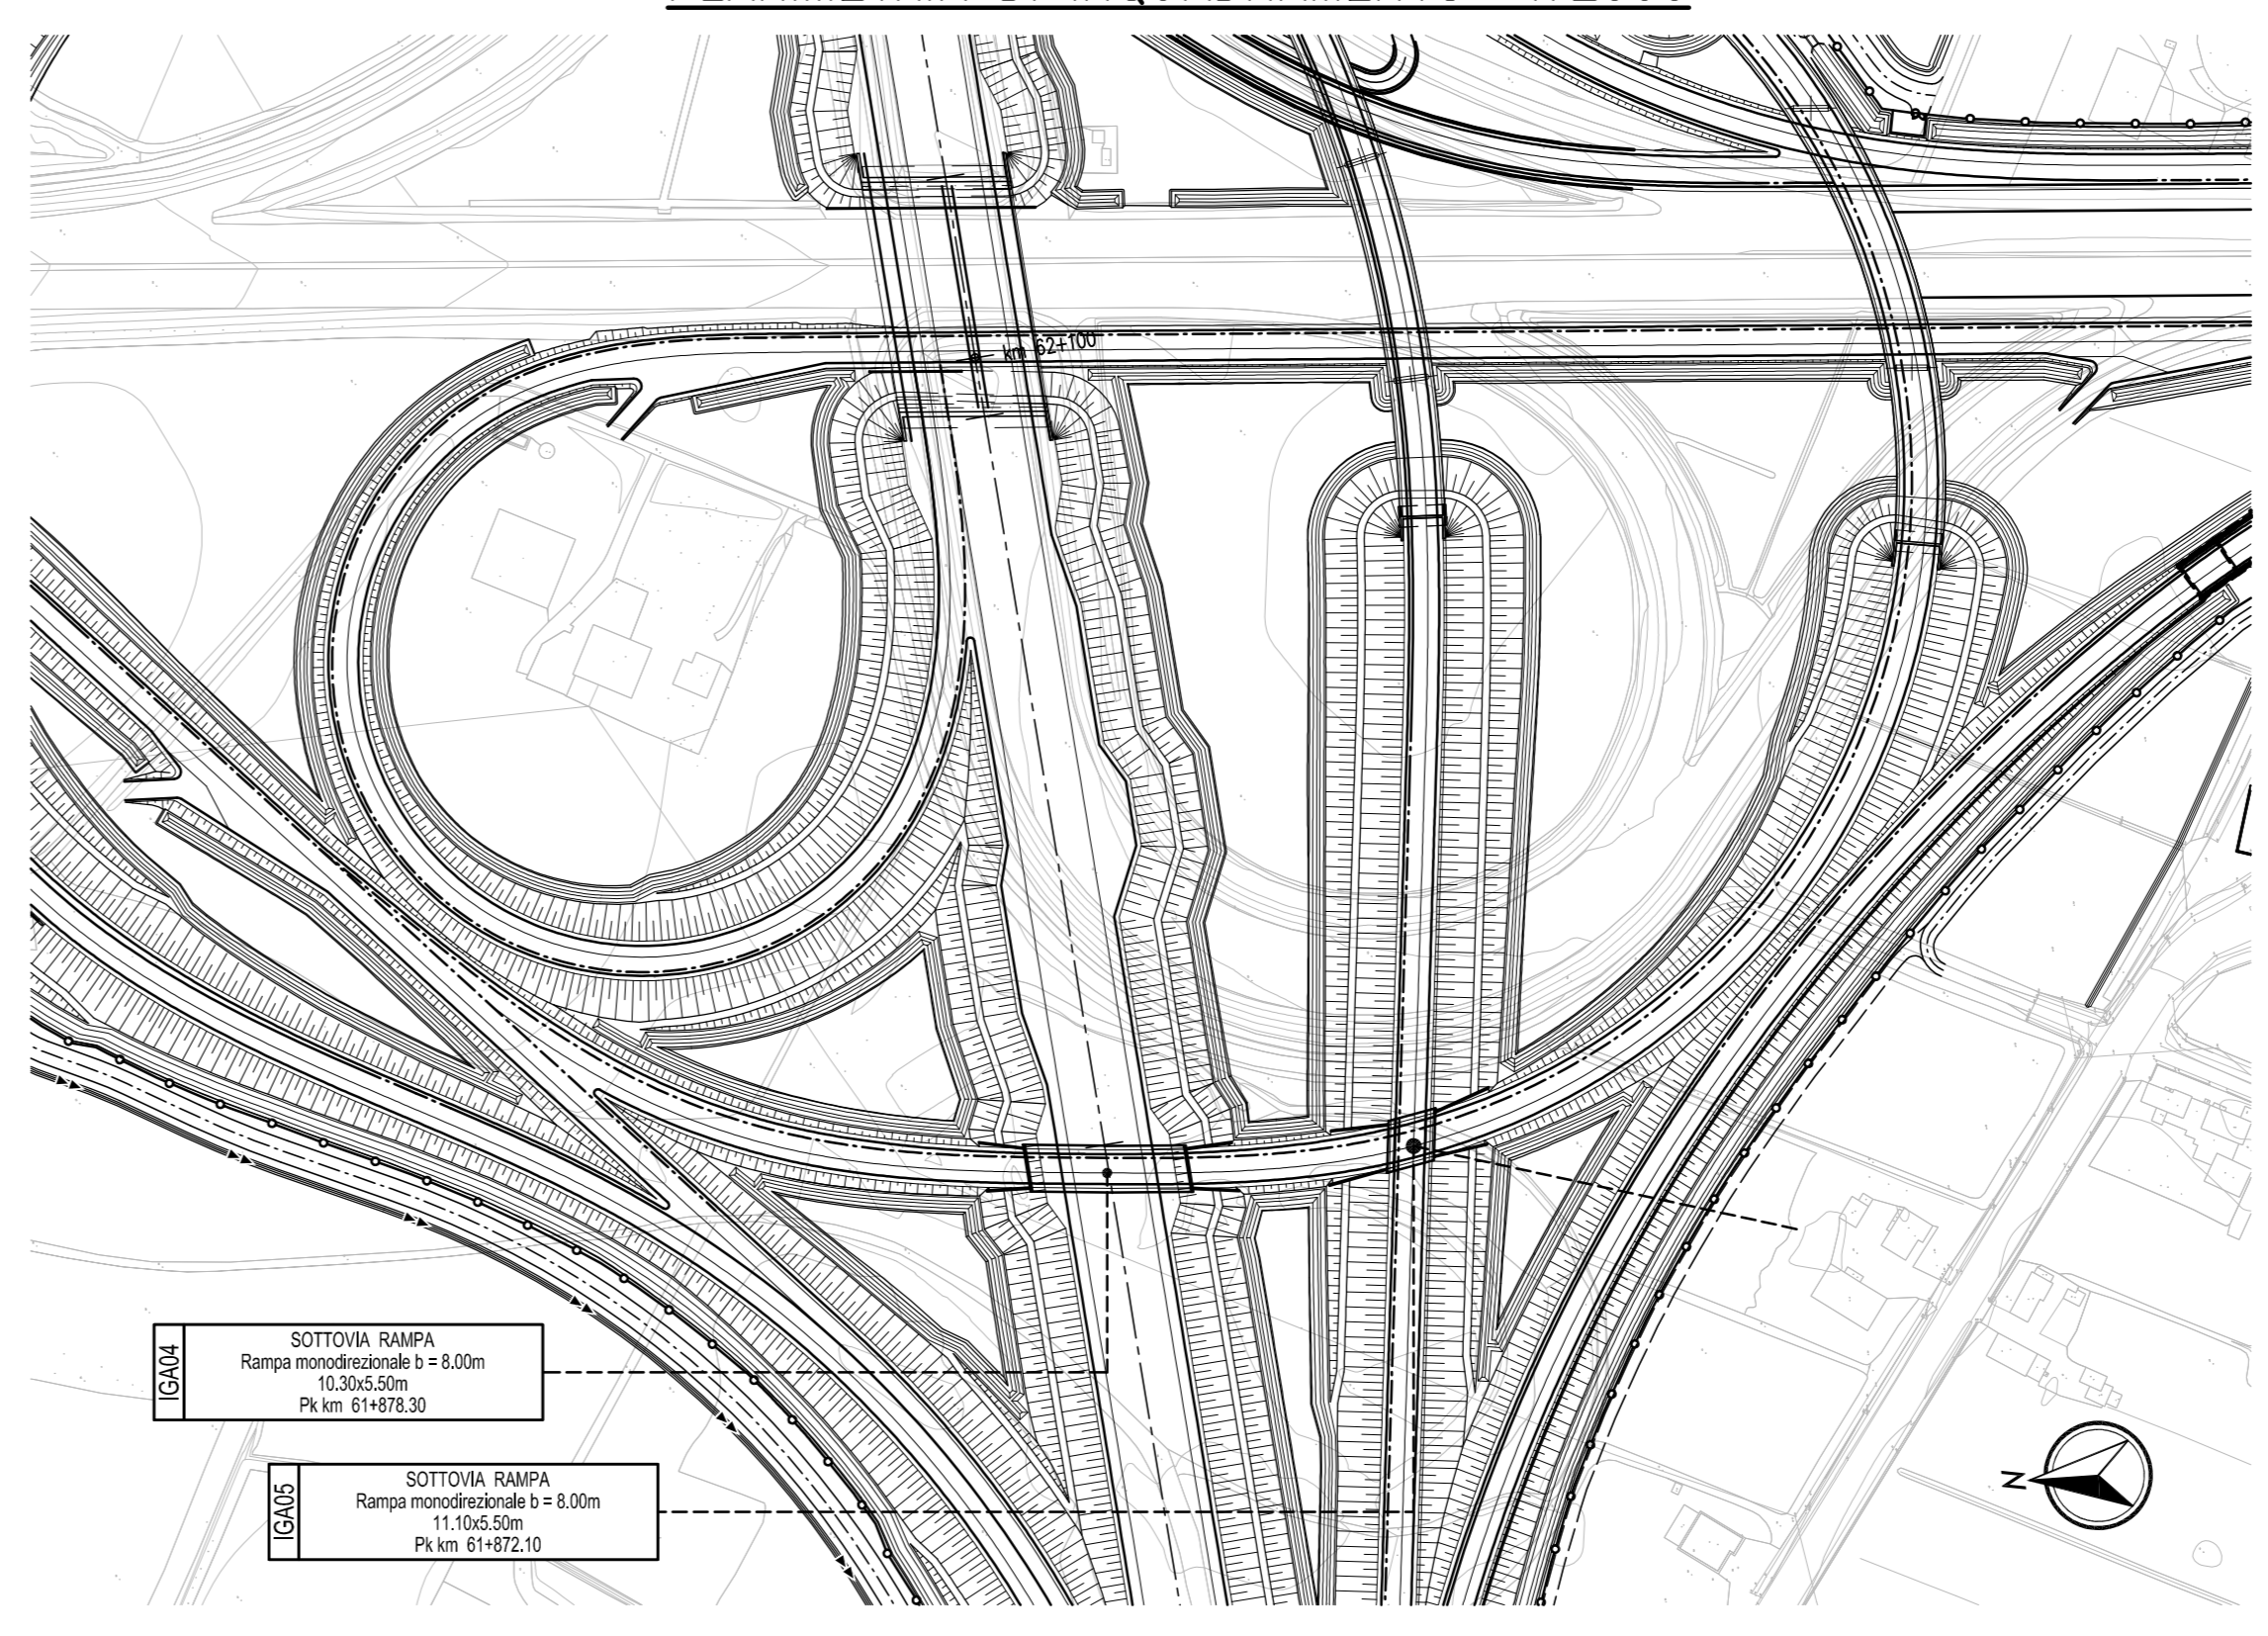 km 62+100
IGA04
SOTTOVIA RAMPA
Rampa monodirezionale b = 8.00m
10.30x5.50m
Pk km 61+878.30
IGA05
SOTTOVIA RAMPA
Rampa monodirezionale b = 8.00m
11.10x5.50m
Pk km 61+872.10
N